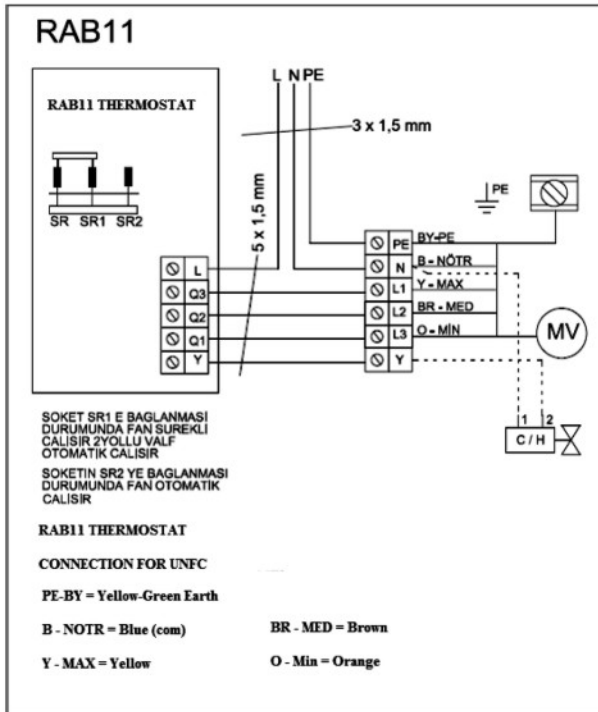 RAB11
L N PE
RAB11 THERMOSTAT
3 x 1,5 mm
5 x 1,5 mm
SR SR1 SR2
PE
PE BY-PE
L
N B - NÖTR
Q3
L1 Y - MAX
Q2
L2 BR - MED
Q1
L3 O - MİN
MV
Y
Y
1 2
C / H
SOKET SR1 E BAGLANMASI
DURUMUNDA FAN SUREKLI
CALISIR 2YOLLU VALF
OTOMATIK CALISIR
SOKETIN SR2 YE BAGLANMASI
DURUMUNDA FAN OTOMATIK
CALISIR
RAB11 THERMOSTAT
CONNECTION FOR UNFC
PE-BY = Yellow-Green Earth
B - NOTR = Blue (com)
BR - MED = Brown
Y - MAX = Yellow
O - Min = Orange